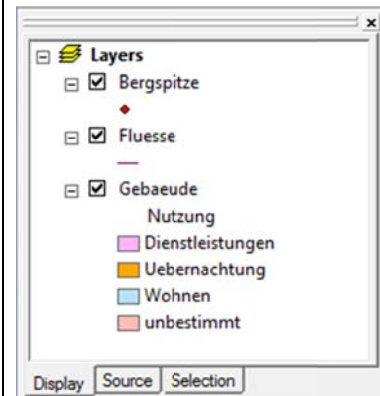 Layers
Bergspitze
Fluesse
Gebaeude
Nutzung
Dienstleistungen
Uebernachtung
Wohnen
unbestimmt
Display Source Selection